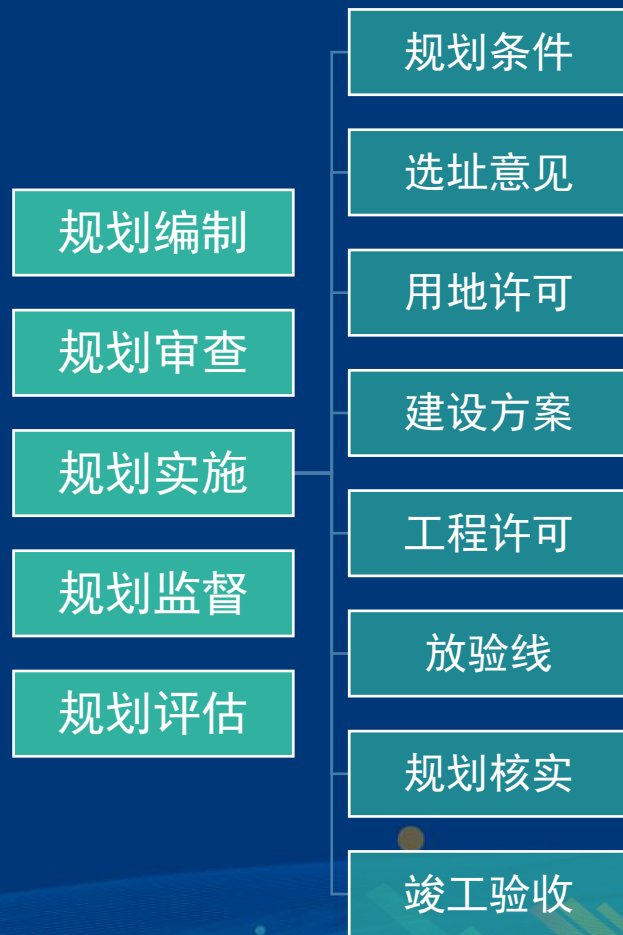 规划编制
规划审查
规划实施
规划监督
规划评估
规划条件
选址意见
用地许可
建设方案
工程许可
放验线
规划核实
竣工验收